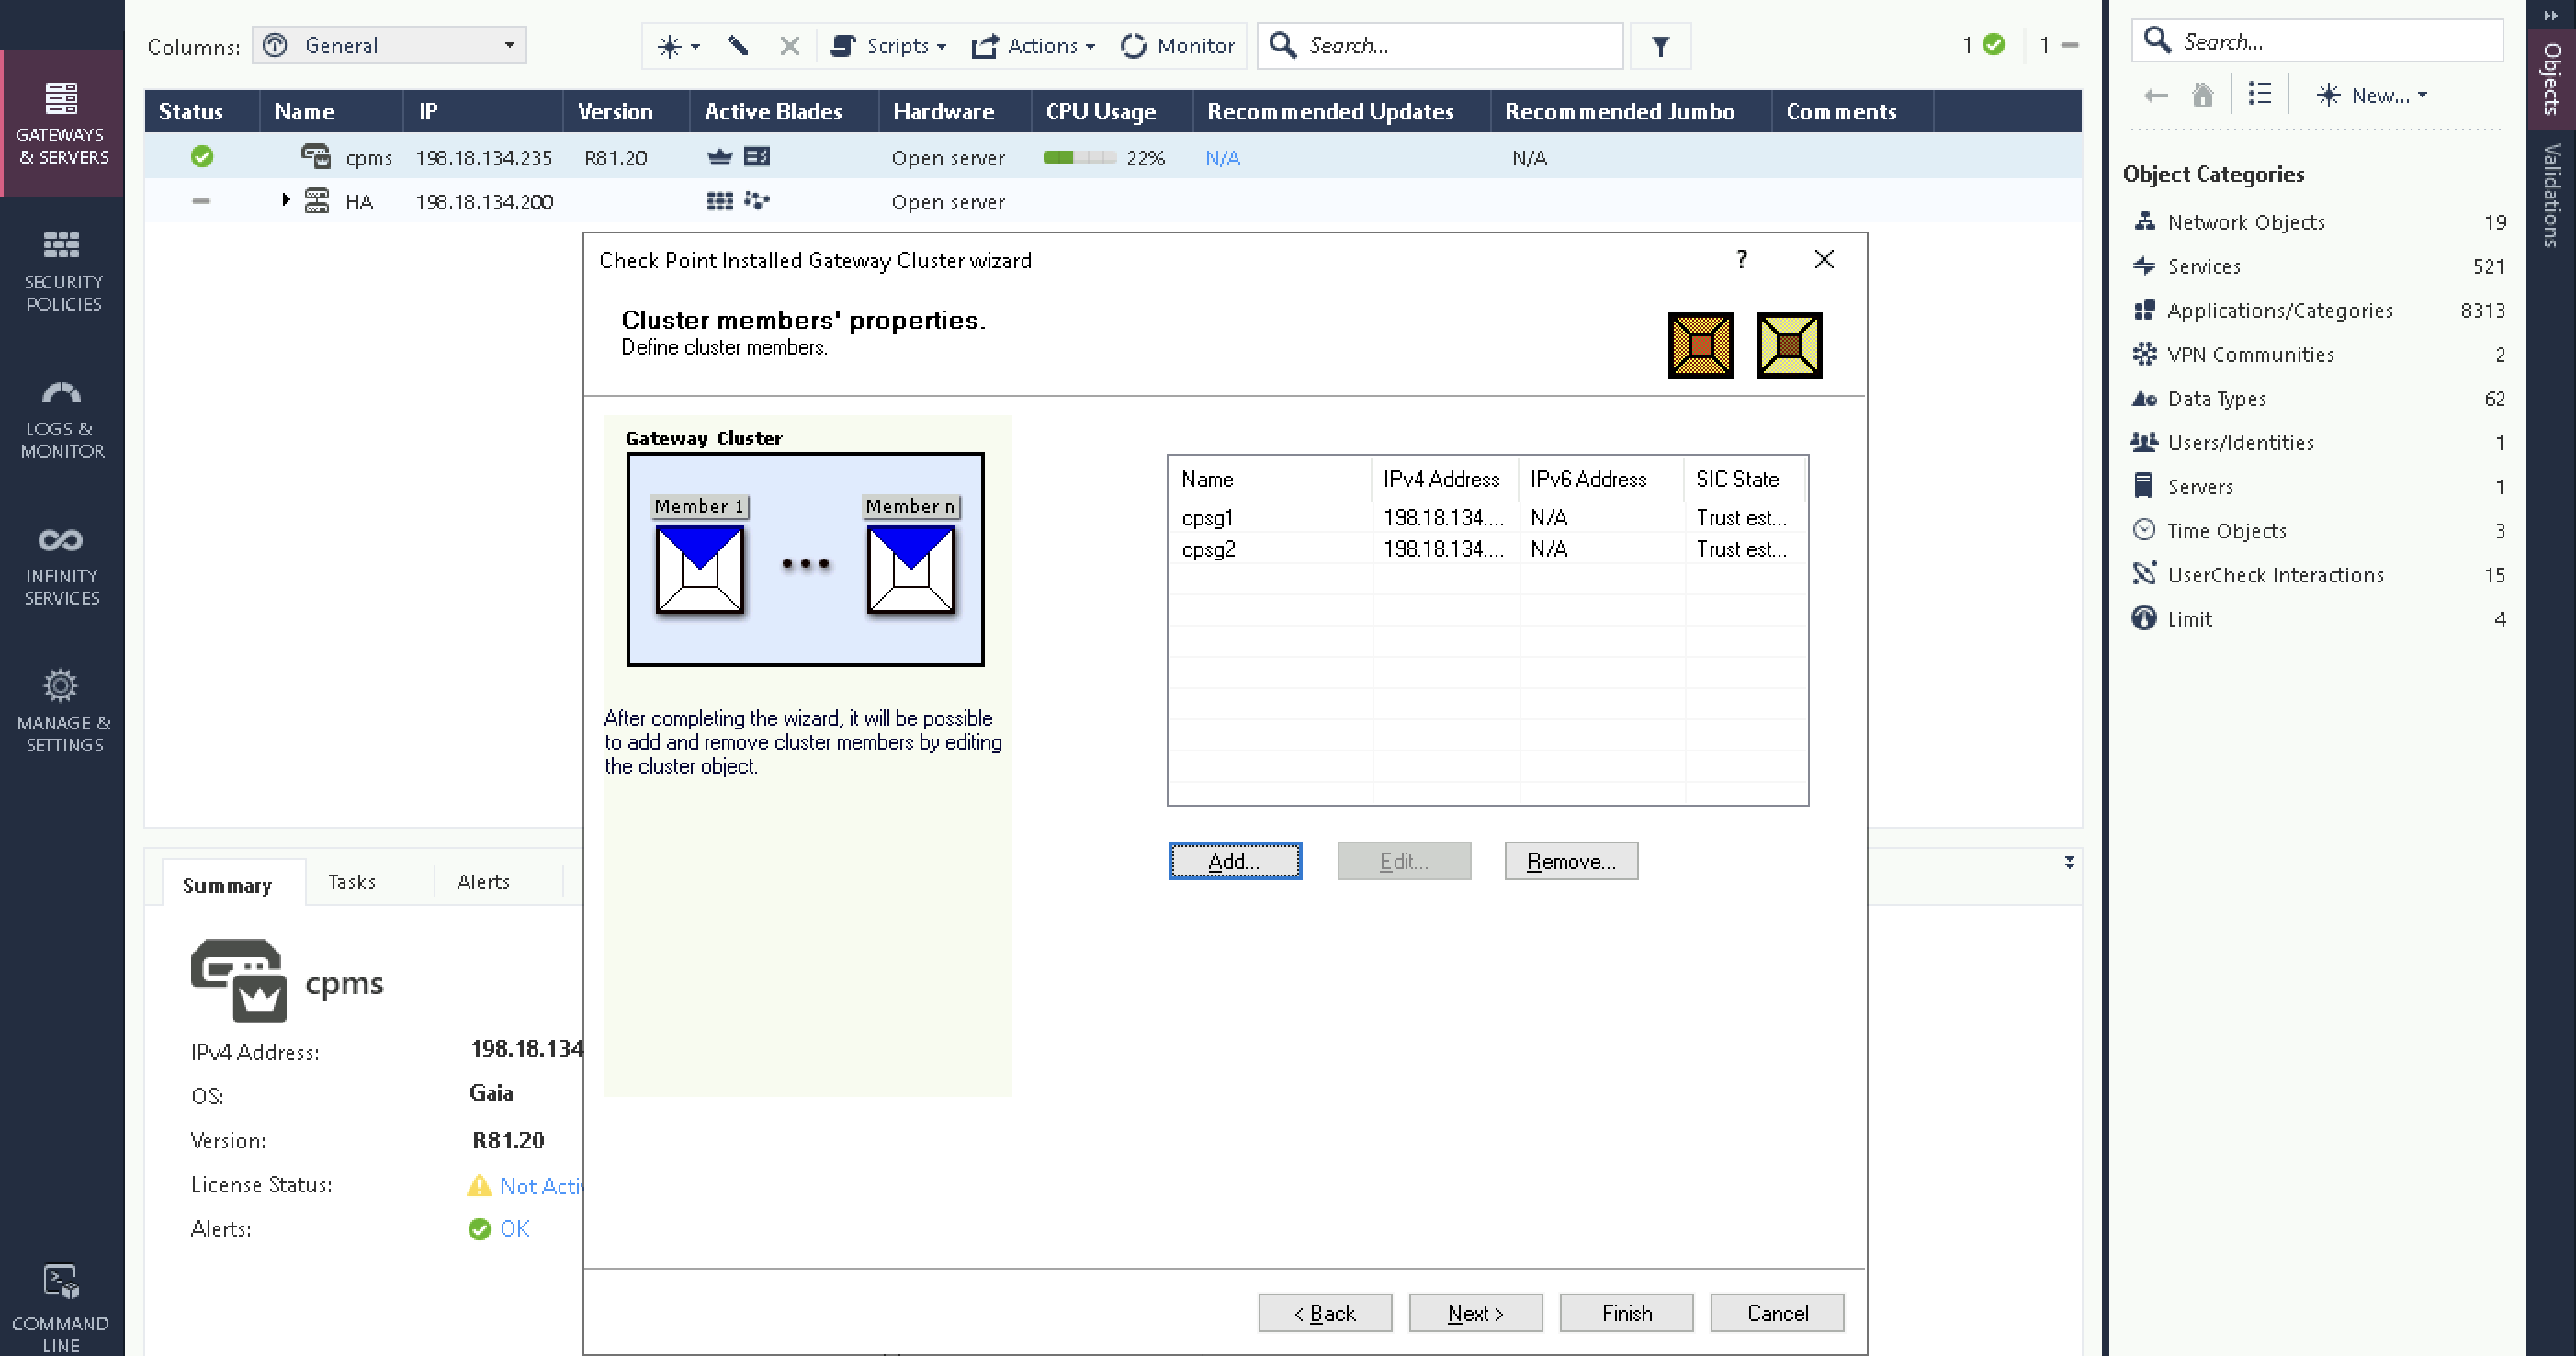 Columns:
General
Scripts
Actions
Monitor
Search...
1
1
Status
Name
IP
Version
Active Blades
Hardware
CPU Usage
Recommended Updates
Recommended Jumbo
Comments
cpms
198.18.134.235
R81.20
Open server
22%
N/A
N/A
HA
198.18.134.200
Open server
GATEWAYS
& SERVERS
SECURITY
POLICIES
LOGS &
MONITOR
INFINITY
SERVICES
MANAGE &
SETTINGS
COMMAND
LINE
Check Point Installed Gateway Cluster wizard
?
Cluster members' properties.
Define cluster members.
Gateway Cluster
Member 1
Member n
After completing the wizard, it will be possible
to add and remove cluster members by editing
the cluster object.
Name
IPv4 Address
IPv6 Address
SIC State
cpsg1
198.18.134....
N/A
Trust est...
cpsg2
198.18.134....
N/A
Trust est...
Add...
Edit...
Remove...
< Back
Next >
Finish
Cancel
Summary
Tasks
Alerts
cpms
IPv4 Address:
198.18.134
OS:
Gaia
Version:
R81.20
License Status:
Not Acti
Alerts:
OK
Search...
New...
Object Categories
Network Objects
19
Services
521
Applications/Categories
8313
VPN Communities
2
Data Types
62
Users/Identities
1
Servers
1
Time Objects
3
UserCheck Interactions
15
Limit
4
Objects
Validations